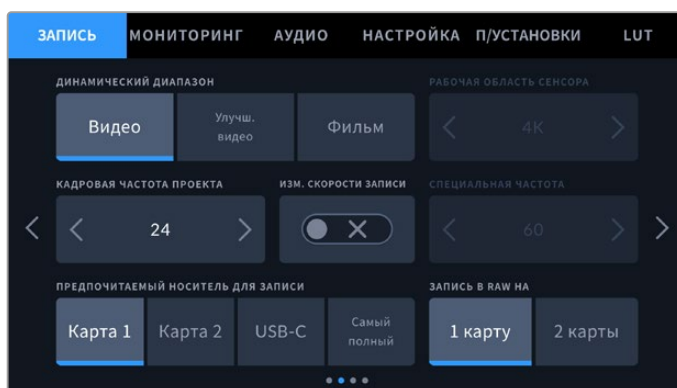 ЗАПИСЬ МОНИТОРИНГ АУДИО НАСТРОЙКА П/УСТАНОВКИ LUT
ДИНАМИЧЕСКИЙ ДИАПАЗОН РАБОЧАЯ ОБЛАСТЬ СЕНСОРА
Видео Улучш. видео Фильм 4K
КАДРОВАЯ ЧАСТОТА ПРОЕКТА ИЗМ. СКОРОСТИ ЗАПИСИ СПЕЦИАЛЬНАЯ ЧАСТОТА
24 60
ПРЕДПОЧИТАЕМЫЙ НОСИТЕЛЬ ДЛЯ ЗАПИСИ ЗАПИСЬ В RAW НА
Карта 1 Карта 2 USB-C Самый полный 1 карту 2 карты